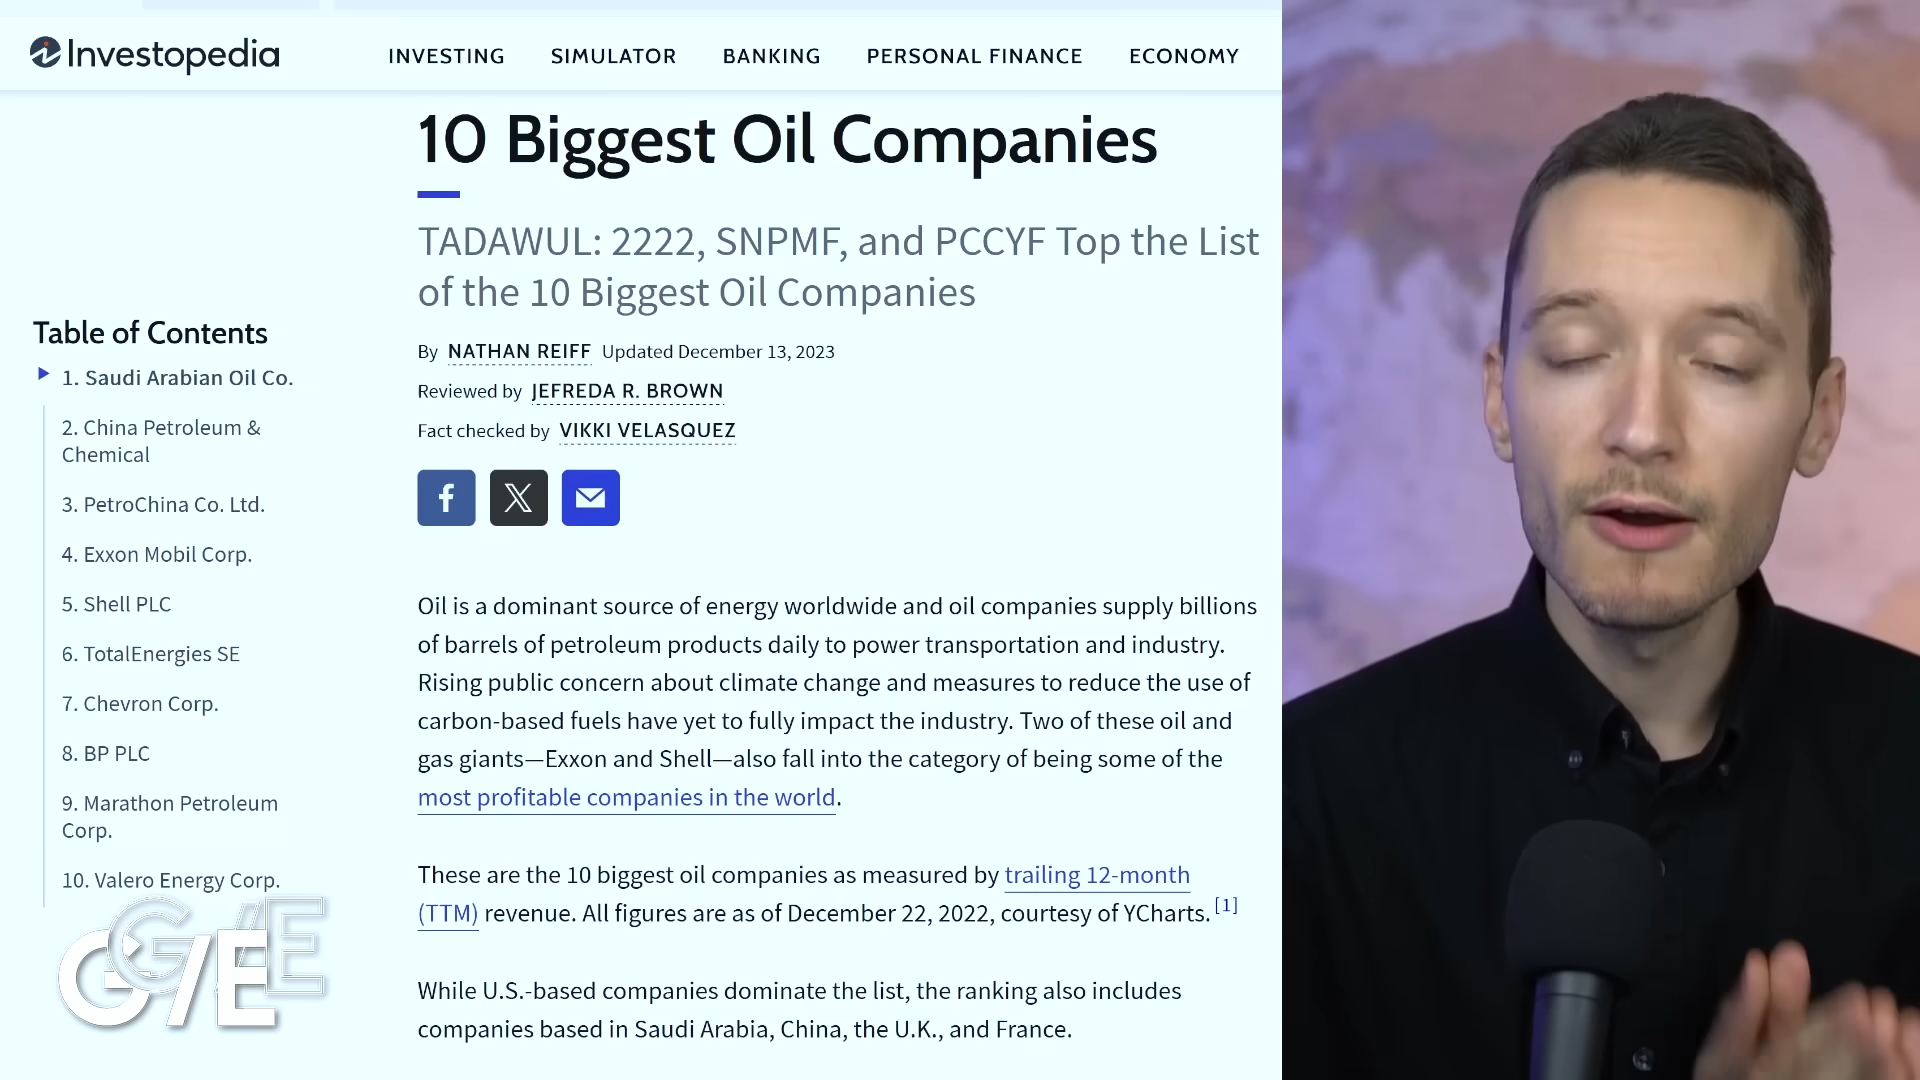 Investopedia
INVESTING SIMULATOR BANKING PERSONAL FINANCE ECONOMY
10 Biggest Oil Companies
TADAWUL: 2222, SNPMF, and PCCYF Top the List
of the 10 Biggest Oil Companies
By NATHAN REIFF Updated December 13, 2023
Reviewed by JEFREDA R. BROWN
Fact checked by VIKKI VELASQUEZ
Table of Contents
1. Saudi Arabian Oil Co.
2. China Petroleum &
Chemical
3. PetroChina Co. Ltd.
4. Exxon Mobil Corp.
5. Shell PLC
6. TotalEnergies SE
7. Chevron Corp.
8. BP PLC
9. Marathon Petroleum
Corp.
10. Valero Energy Corp.
Oil is a dominant source of energy worldwide and oil companies supply billions
of barrels of petroleum products daily to power transportation and industry.
Rising public concern about climate change and measures to reduce the use of
carbon-based fuels have yet to fully impact the industry. Two of these oil and
gas giants—Exxon and Shell—also fall into the category of being some of the
most profitable companies in the world.
These are the 10 biggest oil companies as measured by trailing 12-month
(TTM) revenue. All figures are as of December 22, 2022, courtesy of YCharts. [1]
While U.S.-based companies dominate the list, the ranking also includes
companies based in Saudi Arabia, China, the U.K., and France.
G/E
G/E